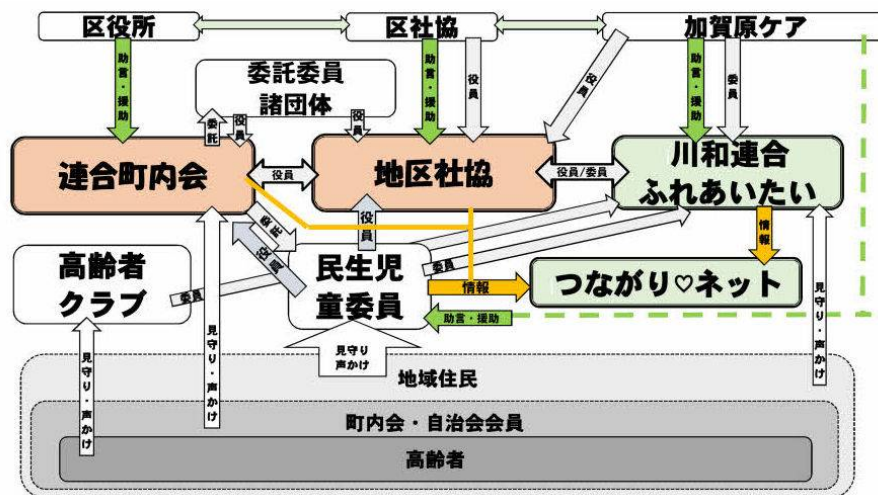 区役所
区社協
加賀原ケア
助言・援助
助言・援助
役員
役員
助言・援助
委員
委託委員
諸団体
委託
役員
役員
連合町内会
役員
地区社協
役員/委員
川和連合
ふれあいたい
委託
役員
役員
情報
高齢者
クラブ
委員
民生児
童委員
委員
情報
つながり♡ネット
助言・援助
見守り・声かけ
見守り・声かけ
見守り
声かけ
見守り・声かけ
地域住民
町内会・自治会会員
高齢者